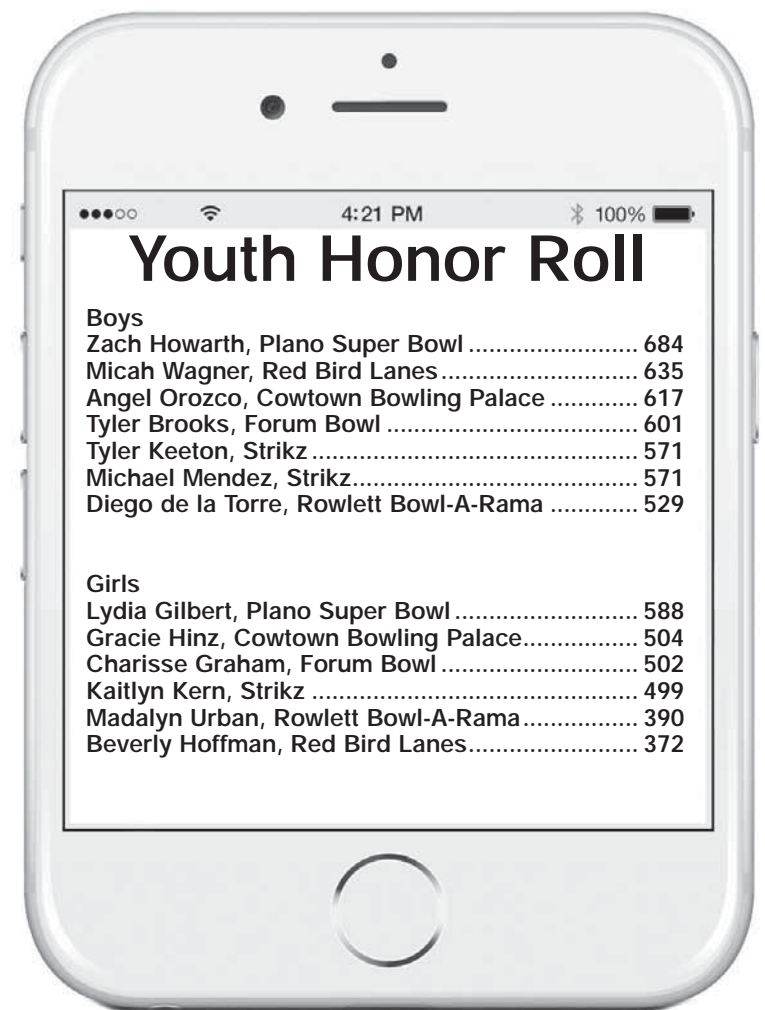 4:21 PM 100%
Youth Honor Roll
Boys
Zach Howarth, Plano Super Bowl ......................... 684
Micah Wagner, Red Bird Lanes............................. 635
Angel Orozco, Cowtown Bowling Palace ............. 617
Tyler Brooks, Forum Bowl ..................................... 601
Tyler Keeton, Strikz................................................ 571
Michael Mendez, Strikz.......................................... 571
Diego de la Torre, Rowlett Bowl-A-Rama ............. 529
Girls
Lydia Gilbert, Plano Super Bowl ........................... 588
Gracie Hinz, Cowtown Bowling Palace................. 504
Charisse Graham, Forum Bowl ............................. 502
Kaitlyn Kern, Strikz ................................................ 499
Madalyn Urban, Rowlett Bowl-A-Rama................. 390
Beverly Hoffman, Red Bird Lanes......................... 372